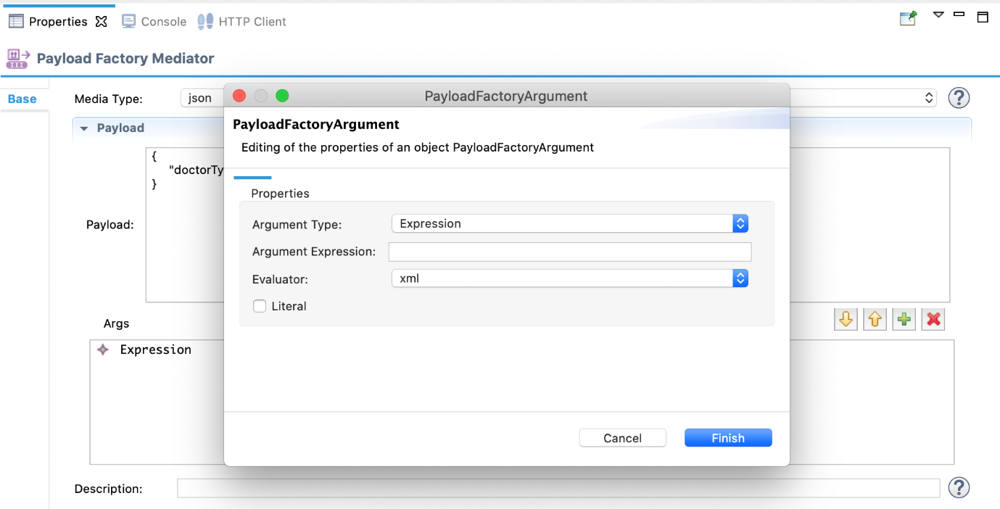 Properties Console HTTP Client
Payload Factory Mediator
Base
Media Type: json
Payload
Payload:
{
"doctorTy
}
Args
Expression
Description:
PayloadFactoryArgument
PayloadFactoryArgument
Editing of the properties of an object PayloadFactoryArgument
Properties
Argument Type: Expression
Argument Expression:
Evaluator: xml
Literal
Cancel Finish